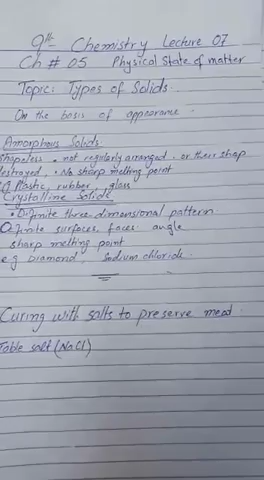 9th Chemistry Lecture 07
Ch # 05 Physical State of matter
Topic: Types of Solids
On the basis of appearance
Amorphous Solids
Shapeless . not regularly arranged . or their shap
destroyed . • No sharp melting point
e.g Plastic, rubber, glass
Crystalline Solids
• Definite three-dimensional pattern
Definite surfaces, faces, angle
sharp melting point
e.g Diamond, Sodium chloride.
Curing with salts to preserve meat
Table salt (NaCl)